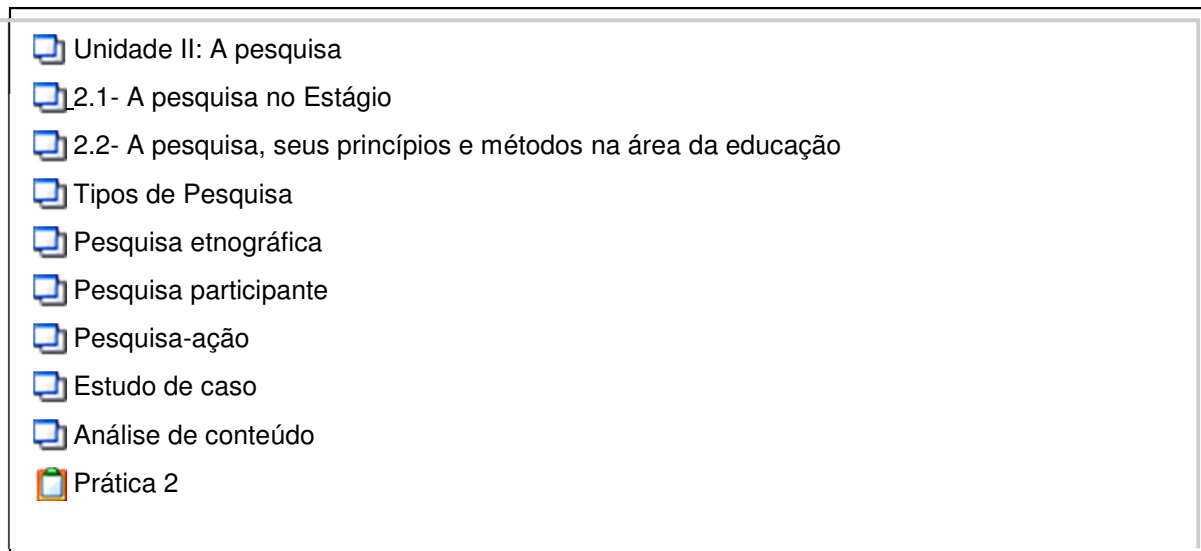 Unidade II: A pesquisa
2.1- A pesquisa no Estágio
2.2- A pesquisa, seus princípios e métodos na área da educação
Tipos de Pesquisa
Pesquisa etnográfica
Pesquisa participante
Pesquisa-ação
Estudo de caso
Análise de conteúdo
Prática 2